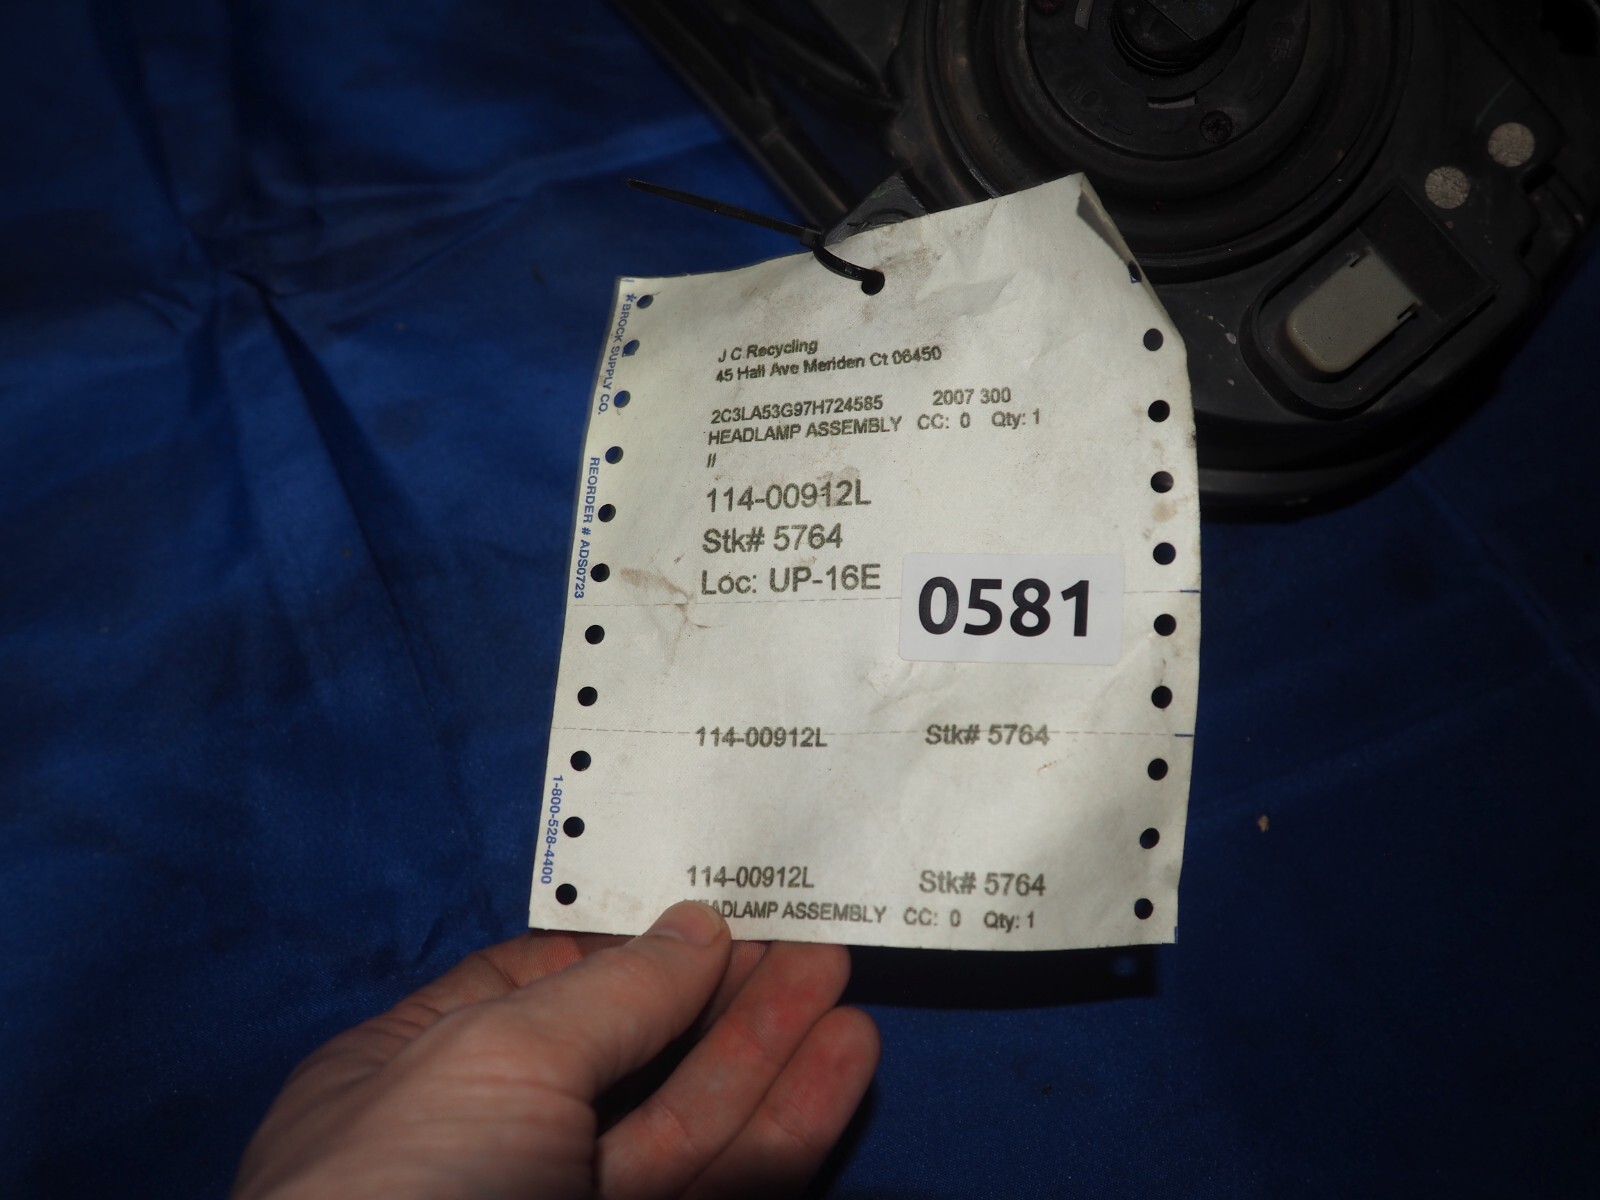 J C Recycling
45 Hall Ave Meriden Ct 06450
2C3LA53G97H724585 2007 300
HEADLAMP ASSEMBLY CC: 0 Qty: 1
//
114-00912L
Stk# 5764
Loc: UP-16E
0581
114-00912L Stk# 5764
114-00912L Stk# 5764
ADLAMP ASSEMBLY CC: 0 Qty: 1
*BROCK SUPPLY CO.
REORDER # ADS0723
1-800-528-4400